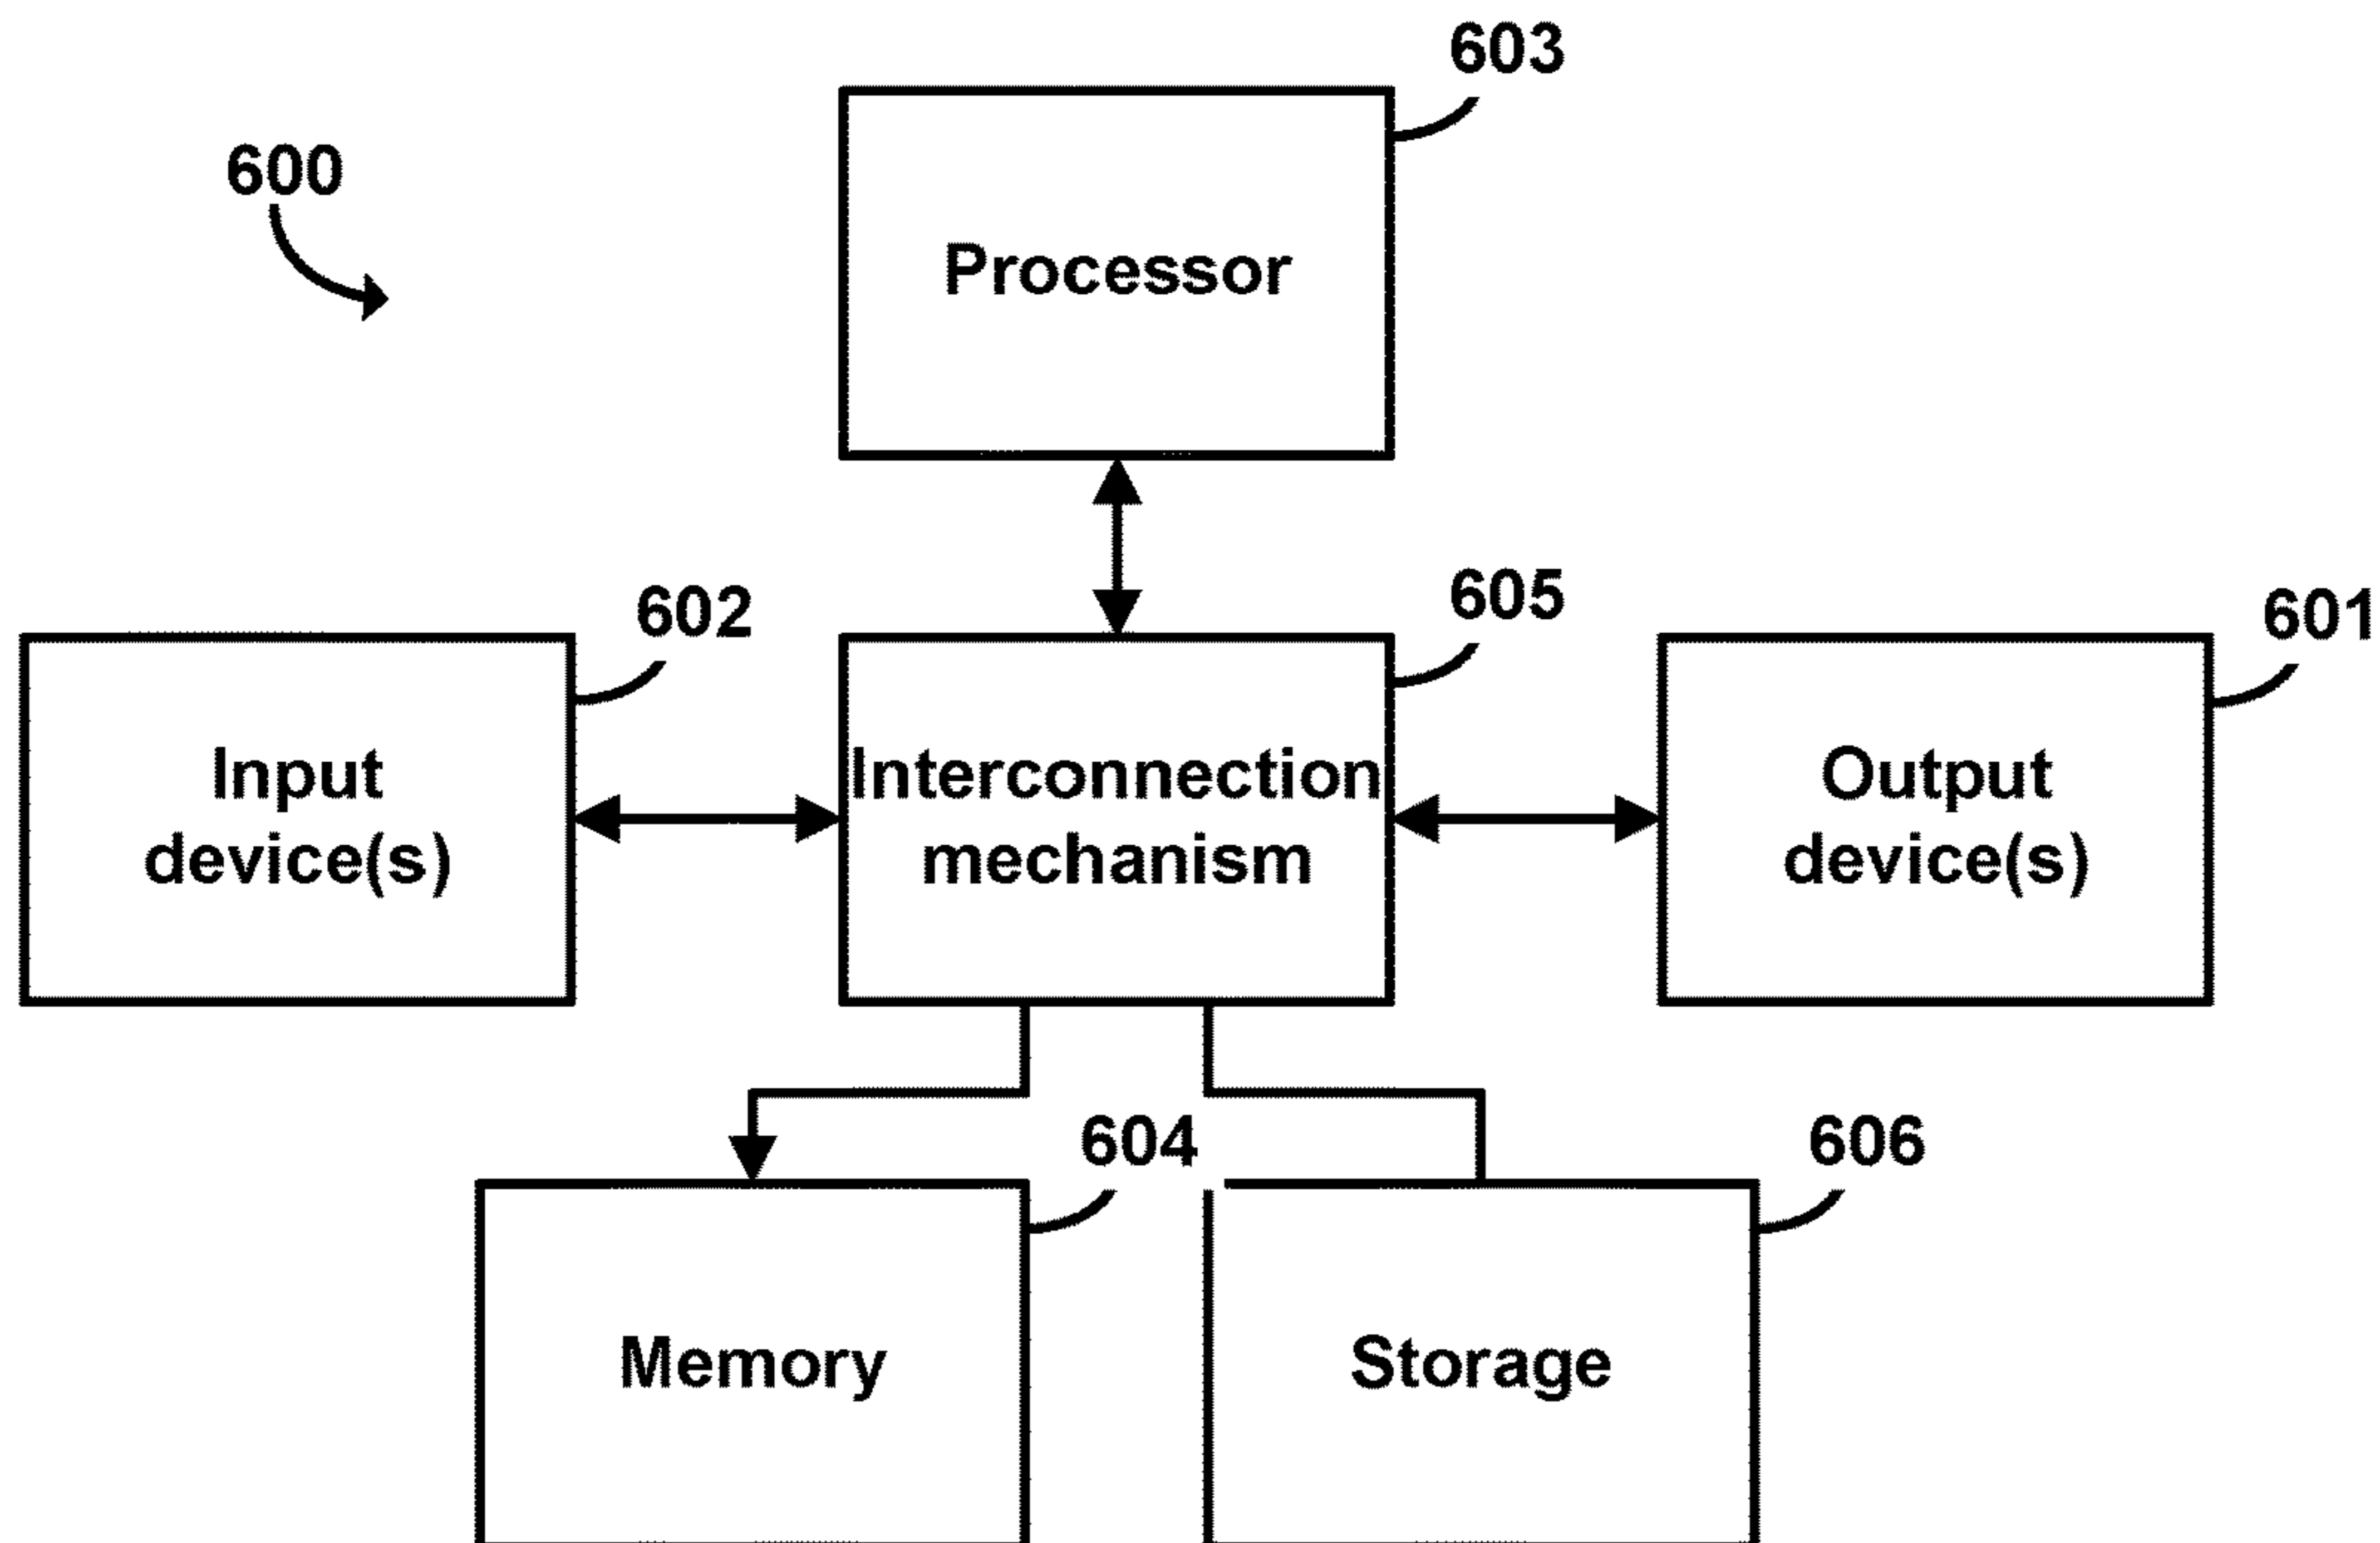 603
600
Processor
602
605
601
Input
device(s)
Interconnection
mechanism
Output
device(s)
604
606
Memory
Storage